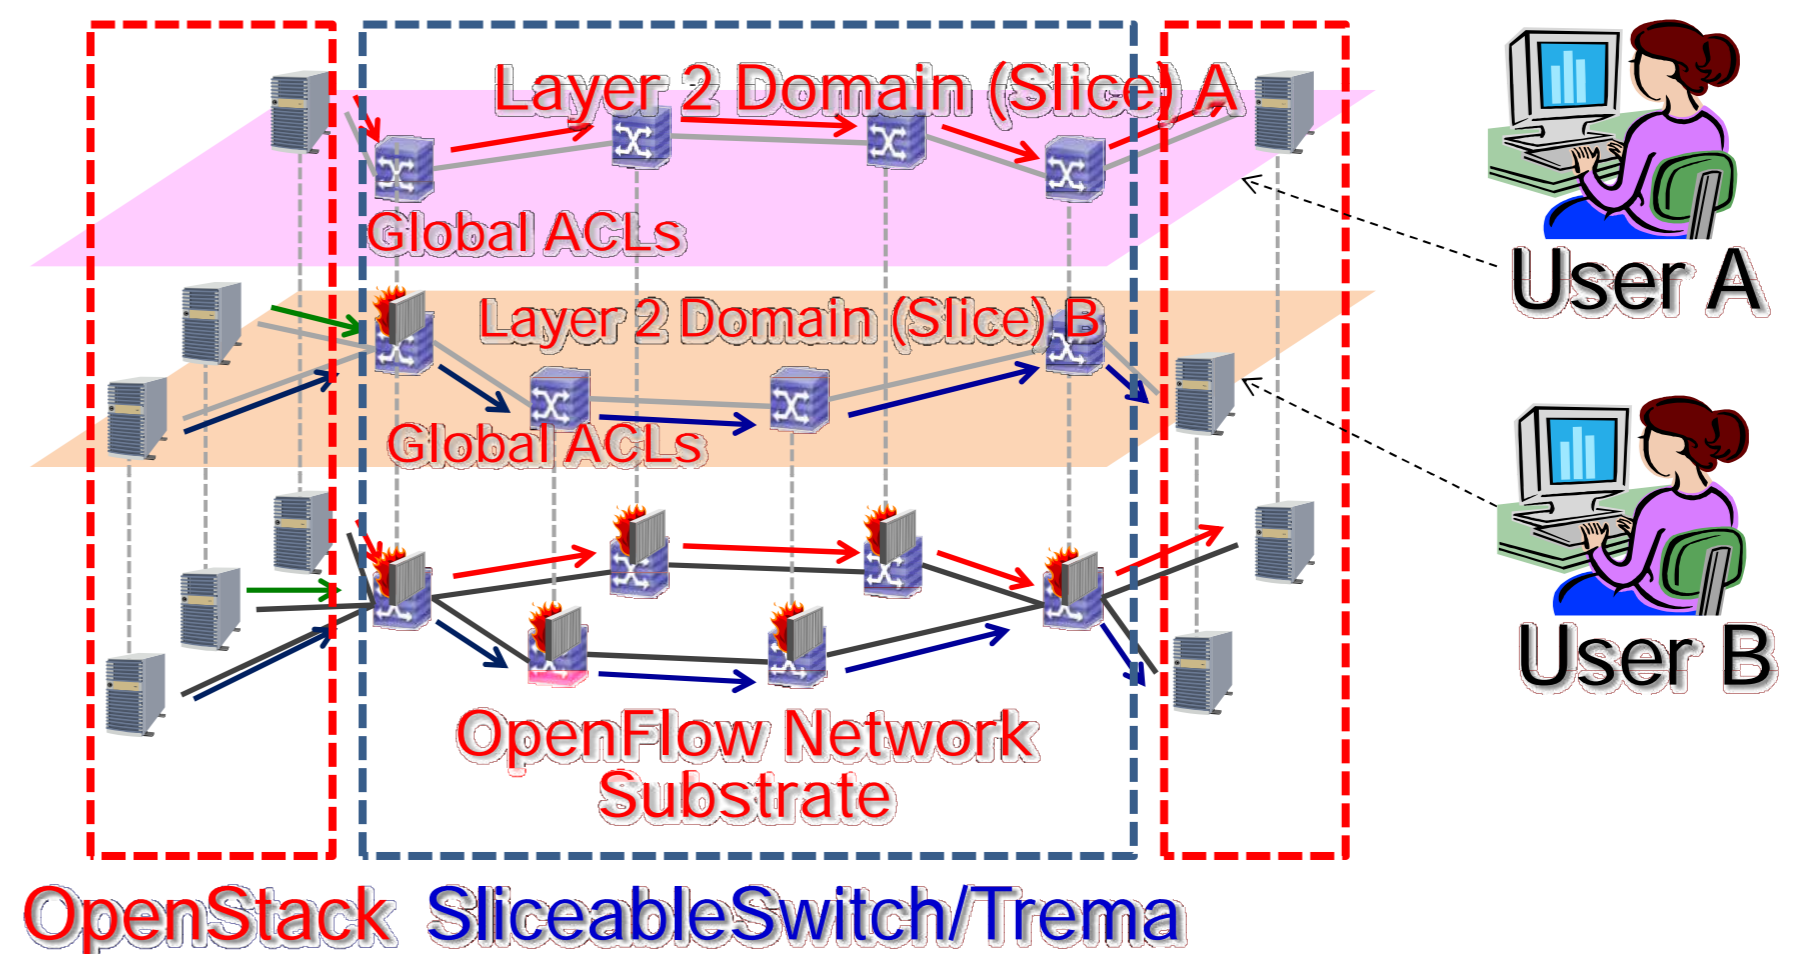 Layer 2 Domain (Slice) A
Global ACLs
User A
Layer 2 Domain (Slice) B
Global ACLs
User B
OpenFlow Network
Substrate
OpenStack
SliceableSwitch/Trema